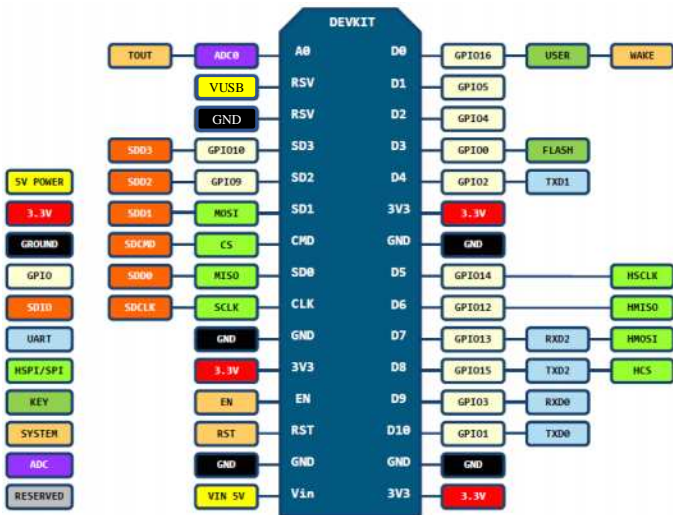 DEVKIT
TOUT ADC0 A0 D0 GPIO16 USER WAKE
VUSB RSV D1 GPIO5
GND RSV D2 GPIO4
SDD3 GPIO10 SD3 D3 GPIO0 FLASH
5V POWER SDD2 GPIO9 SD2 D4 GPIO2 TXD1
3.3V SDD1 MOSI SD1 3V3 3.3V
GROUND SDCMD CS CMD GND GND
GPIO SDD0 MISO SD0 D5 GPIO14 HSCLK
SDIO SDCLK SCLK CLK D6 GPIO12 HMISO
UART GND GND D7 GPIO13 RXD2 HMOSI
HSPI/SPI 3.3V 3V3 D8 GPIO15 TXD2 HCS
KEY EN EN D9 GPIO3 RXD0
SYSTEM RST RST D10 GPIO1 TXD0
ADC GND GND GND GND
RESERVED VIN 5V Vin 3V3 3.3V